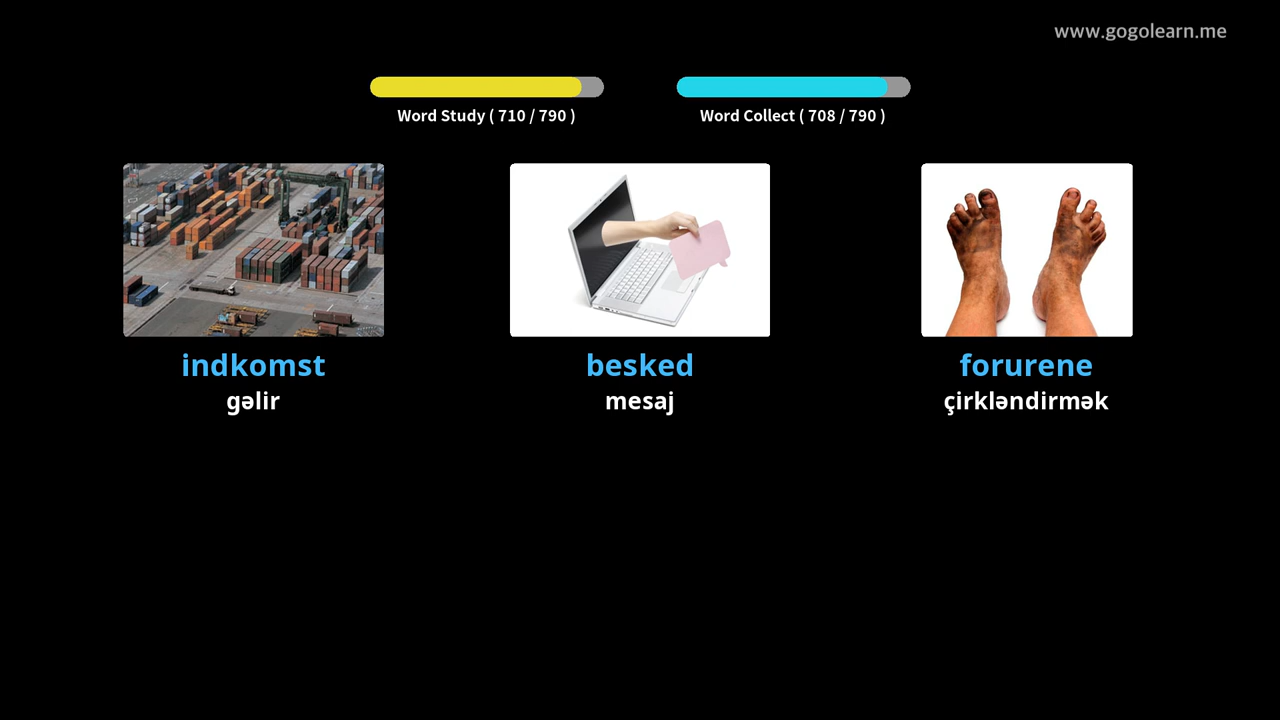 www.gogolearn.me
Word Study ( 710 / 790 )
Word Collect ( 708 / 790 )
indkomst
gəlir
besked
mesaj
forurene
çirkləndirmək